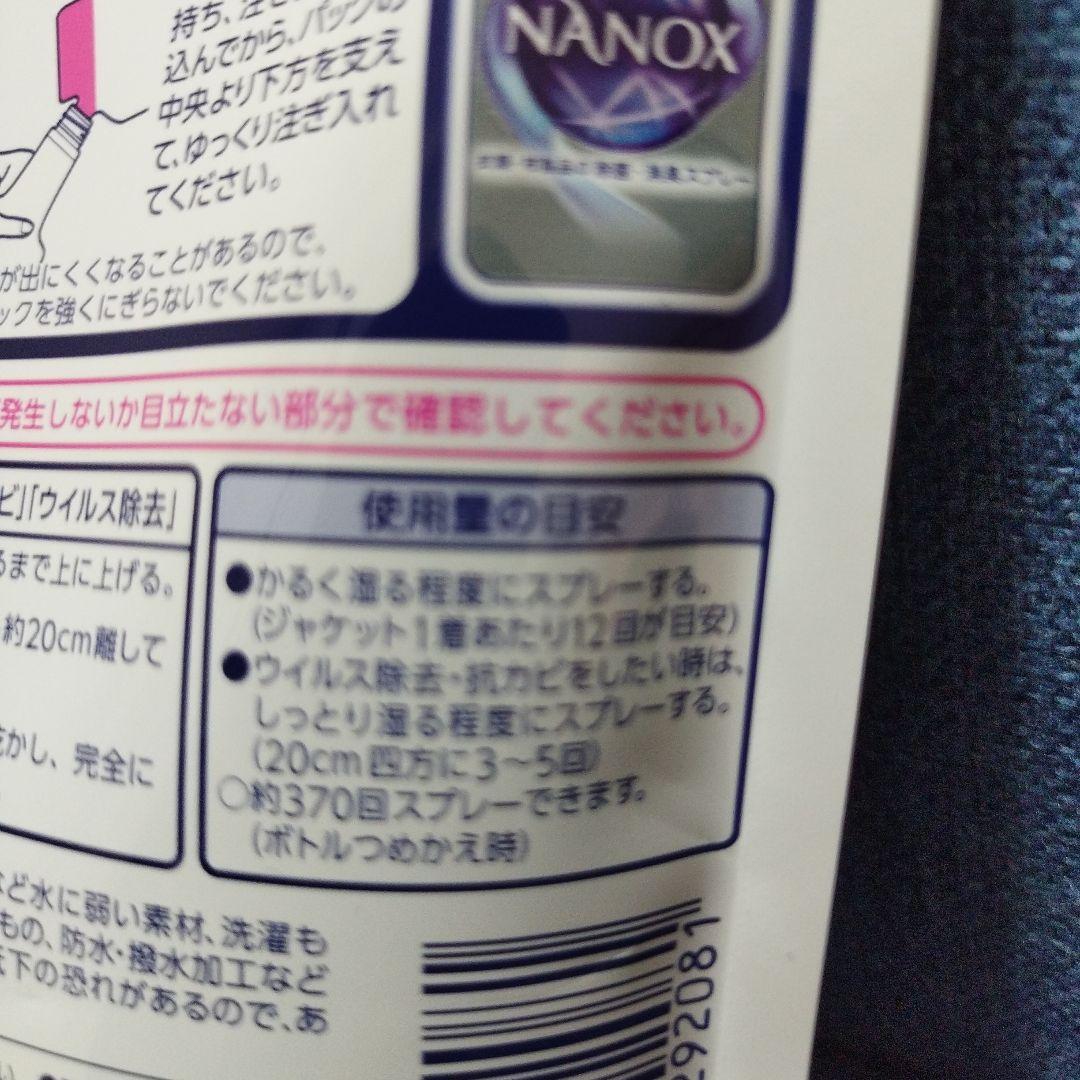 持ち、注
込んでから、パックの
中央より下方を支え
て、ゆっくり注ぎ入れ
てください。
が出にくくなることがあるので、
ックを強くにぎらないでください。
NANOX
発生しないか目立たない部分で確認してください。
ビ」「ウイルス除去」
るまで上に上げる。
約20cm離して
かし、完全に
使用量の目安
●かるく湿る程度にスプレーする。
(ジャケット1着あたり12回が目安)
●ウイルス除去・抗カビをしたい時は、
しっとり湿る程度にスプレーする。
(20cm四方に3〜5回)
○約370回スプレーできます。
(ボトルつめかえ時)
など水に弱い素材、洗濯も
もの、防水・撥水加工など
低下の恐れがあるので、あ
292081